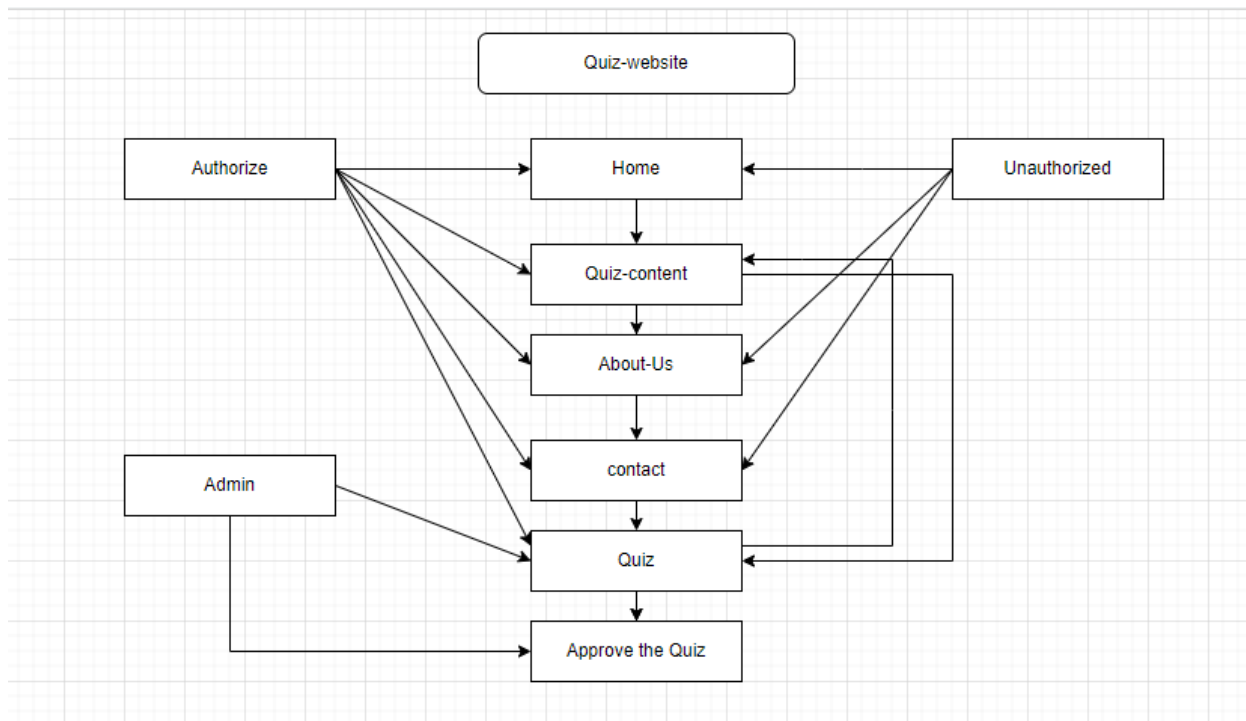 Quiz-website
Authorize
Home
Unauthorized
Quiz-content
About-Us
contact
Admin
Quiz
Approve the Quiz